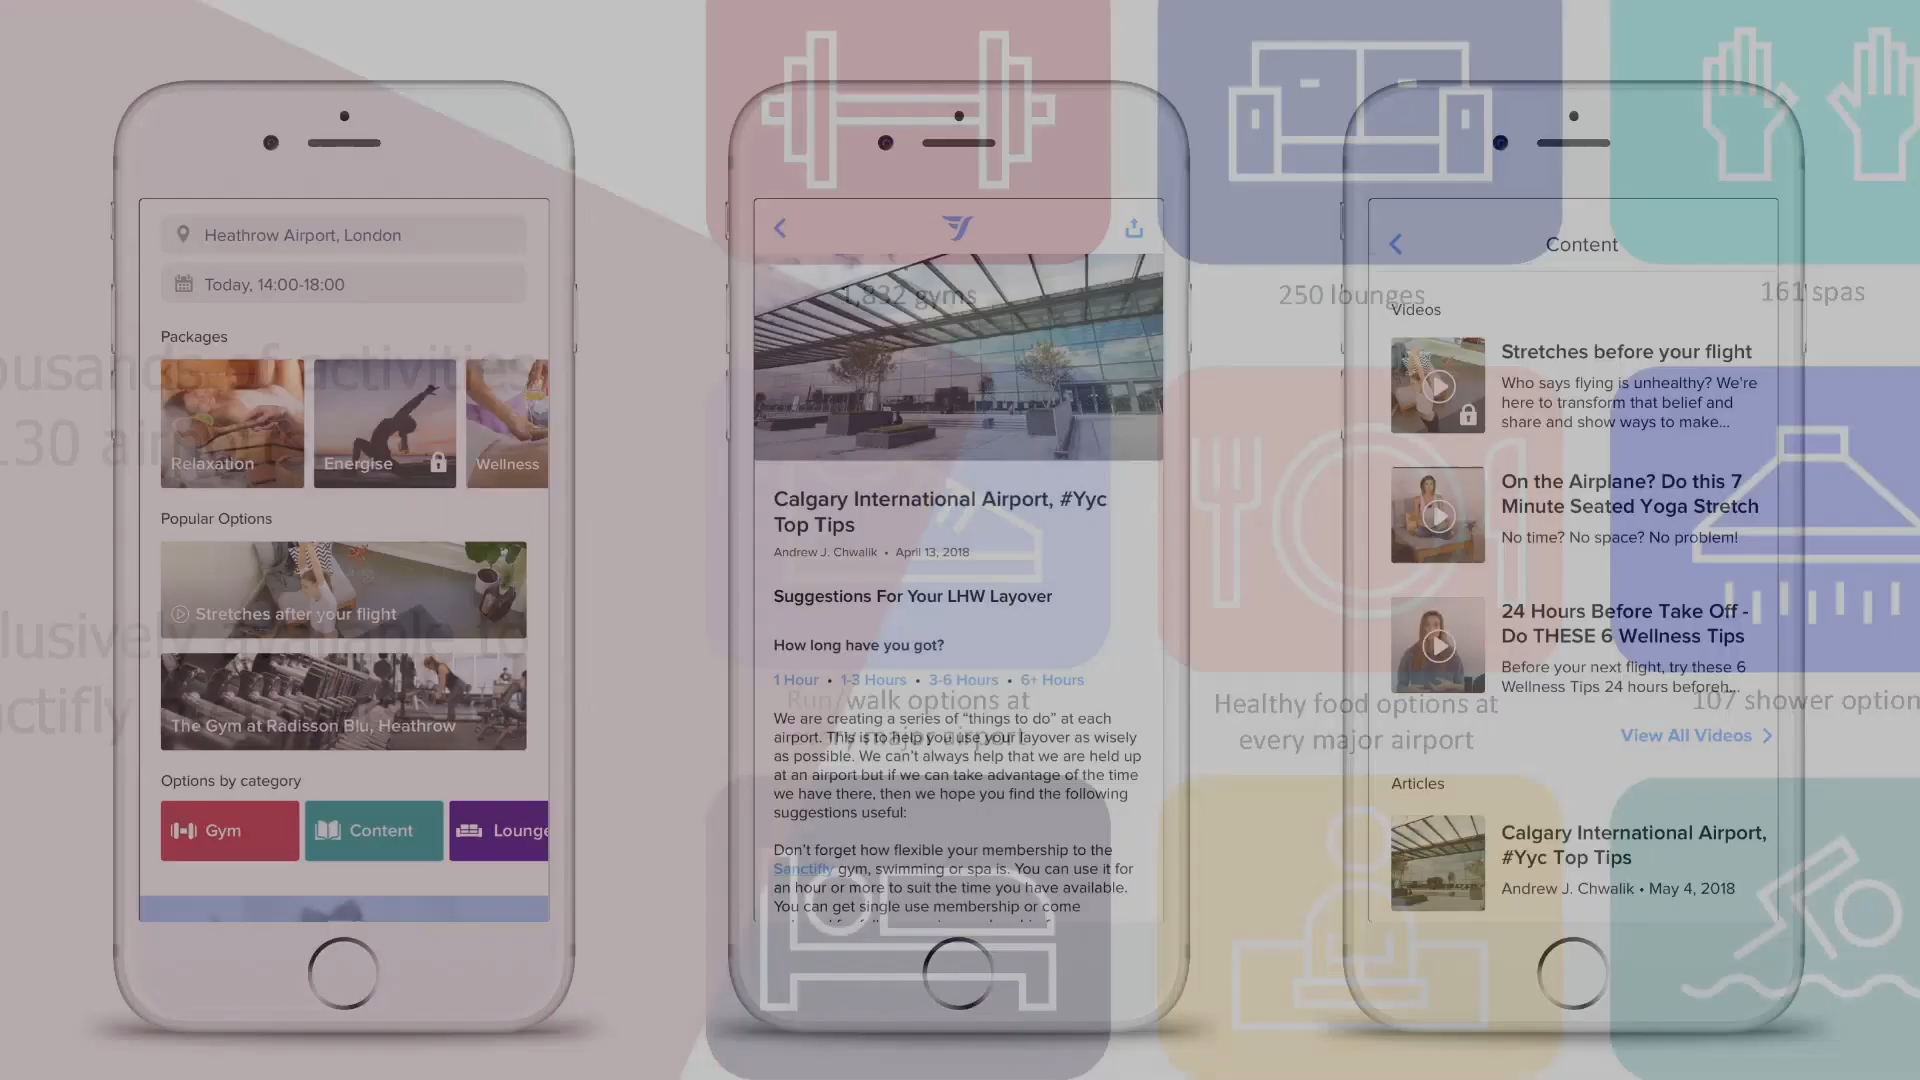 Heathrow Airport, London
Today, 14:00-18:00
Packages
Relaxation
Energise
Wellness
Popular Options
Stretches after your flight
The Gym at Radisson Blu, Heathrow
Options by category
Gym
Content
Lounge
Calgary International Airport, #Yyc
Top Tips
Andrew J. Chwalik • April 13, 2018
Suggestions For Your LHW Layover
How long have you got?
1 Hour • 1-3 Hours • 3-6 Hours • 6+ Hours
We are creating a series of “things to do” at each
airport. This is to help you use your layover as wisely
as possible. We can’t always help that we are held up
at an airport but if we can take advantage of the time
we have there, then we hope you find the following
suggestions useful:
Don’t forget how flexible your membership to the
Sanctifly gym, swimming or spa is. You can use it for
an hour or more to suit the time you have available.
You can get single use membership or come
Content
Videos
Stretches before your flight
Who says flying is unhealthy? We're
here to transform that belief and
share and show ways to make...
On the Airplane? Do this 7
Minute Seated Yoga Stretch
No time? No space? No problem!
24 Hours Before Take Off -
Do THESE 6 Wellness Tips
Before your next flight, try these 6
Wellness Tips 24 hours beforeh...
View All Videos
Articles
Calgary International Airport,
#Yyc Top Tips
Andrew J. Chwalik • May 4, 2018
ousands of activities
130 airports
lusively available to
nctifly
1,832 gyms
250 lounges
161 spas
Run/walk options at
every major airport
Healthy food options at
every major airport
107 shower option